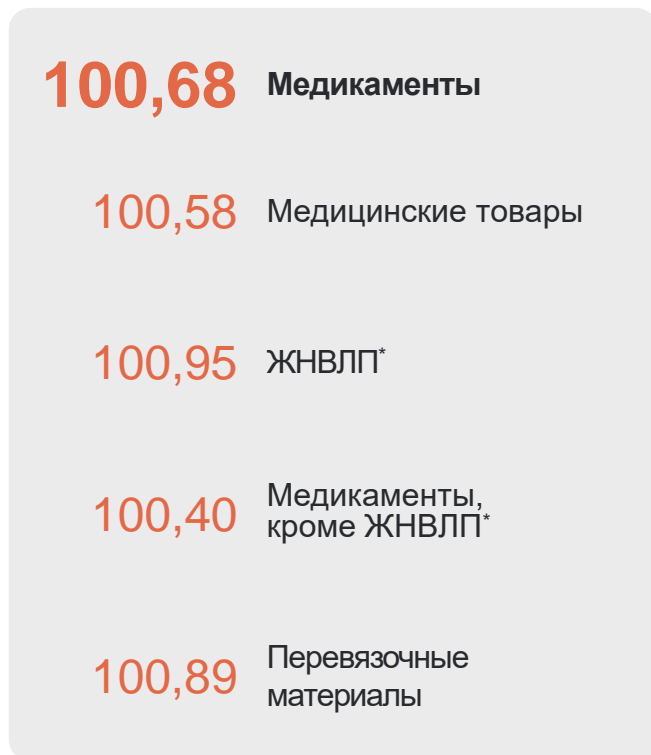 100,68 Медикаменты
100,58 Медицинские товары
100,95 ЖНВЛП*
100,40 Медикаменты,
кроме ЖНВЛП*
100,89 Перевязочные
материалы